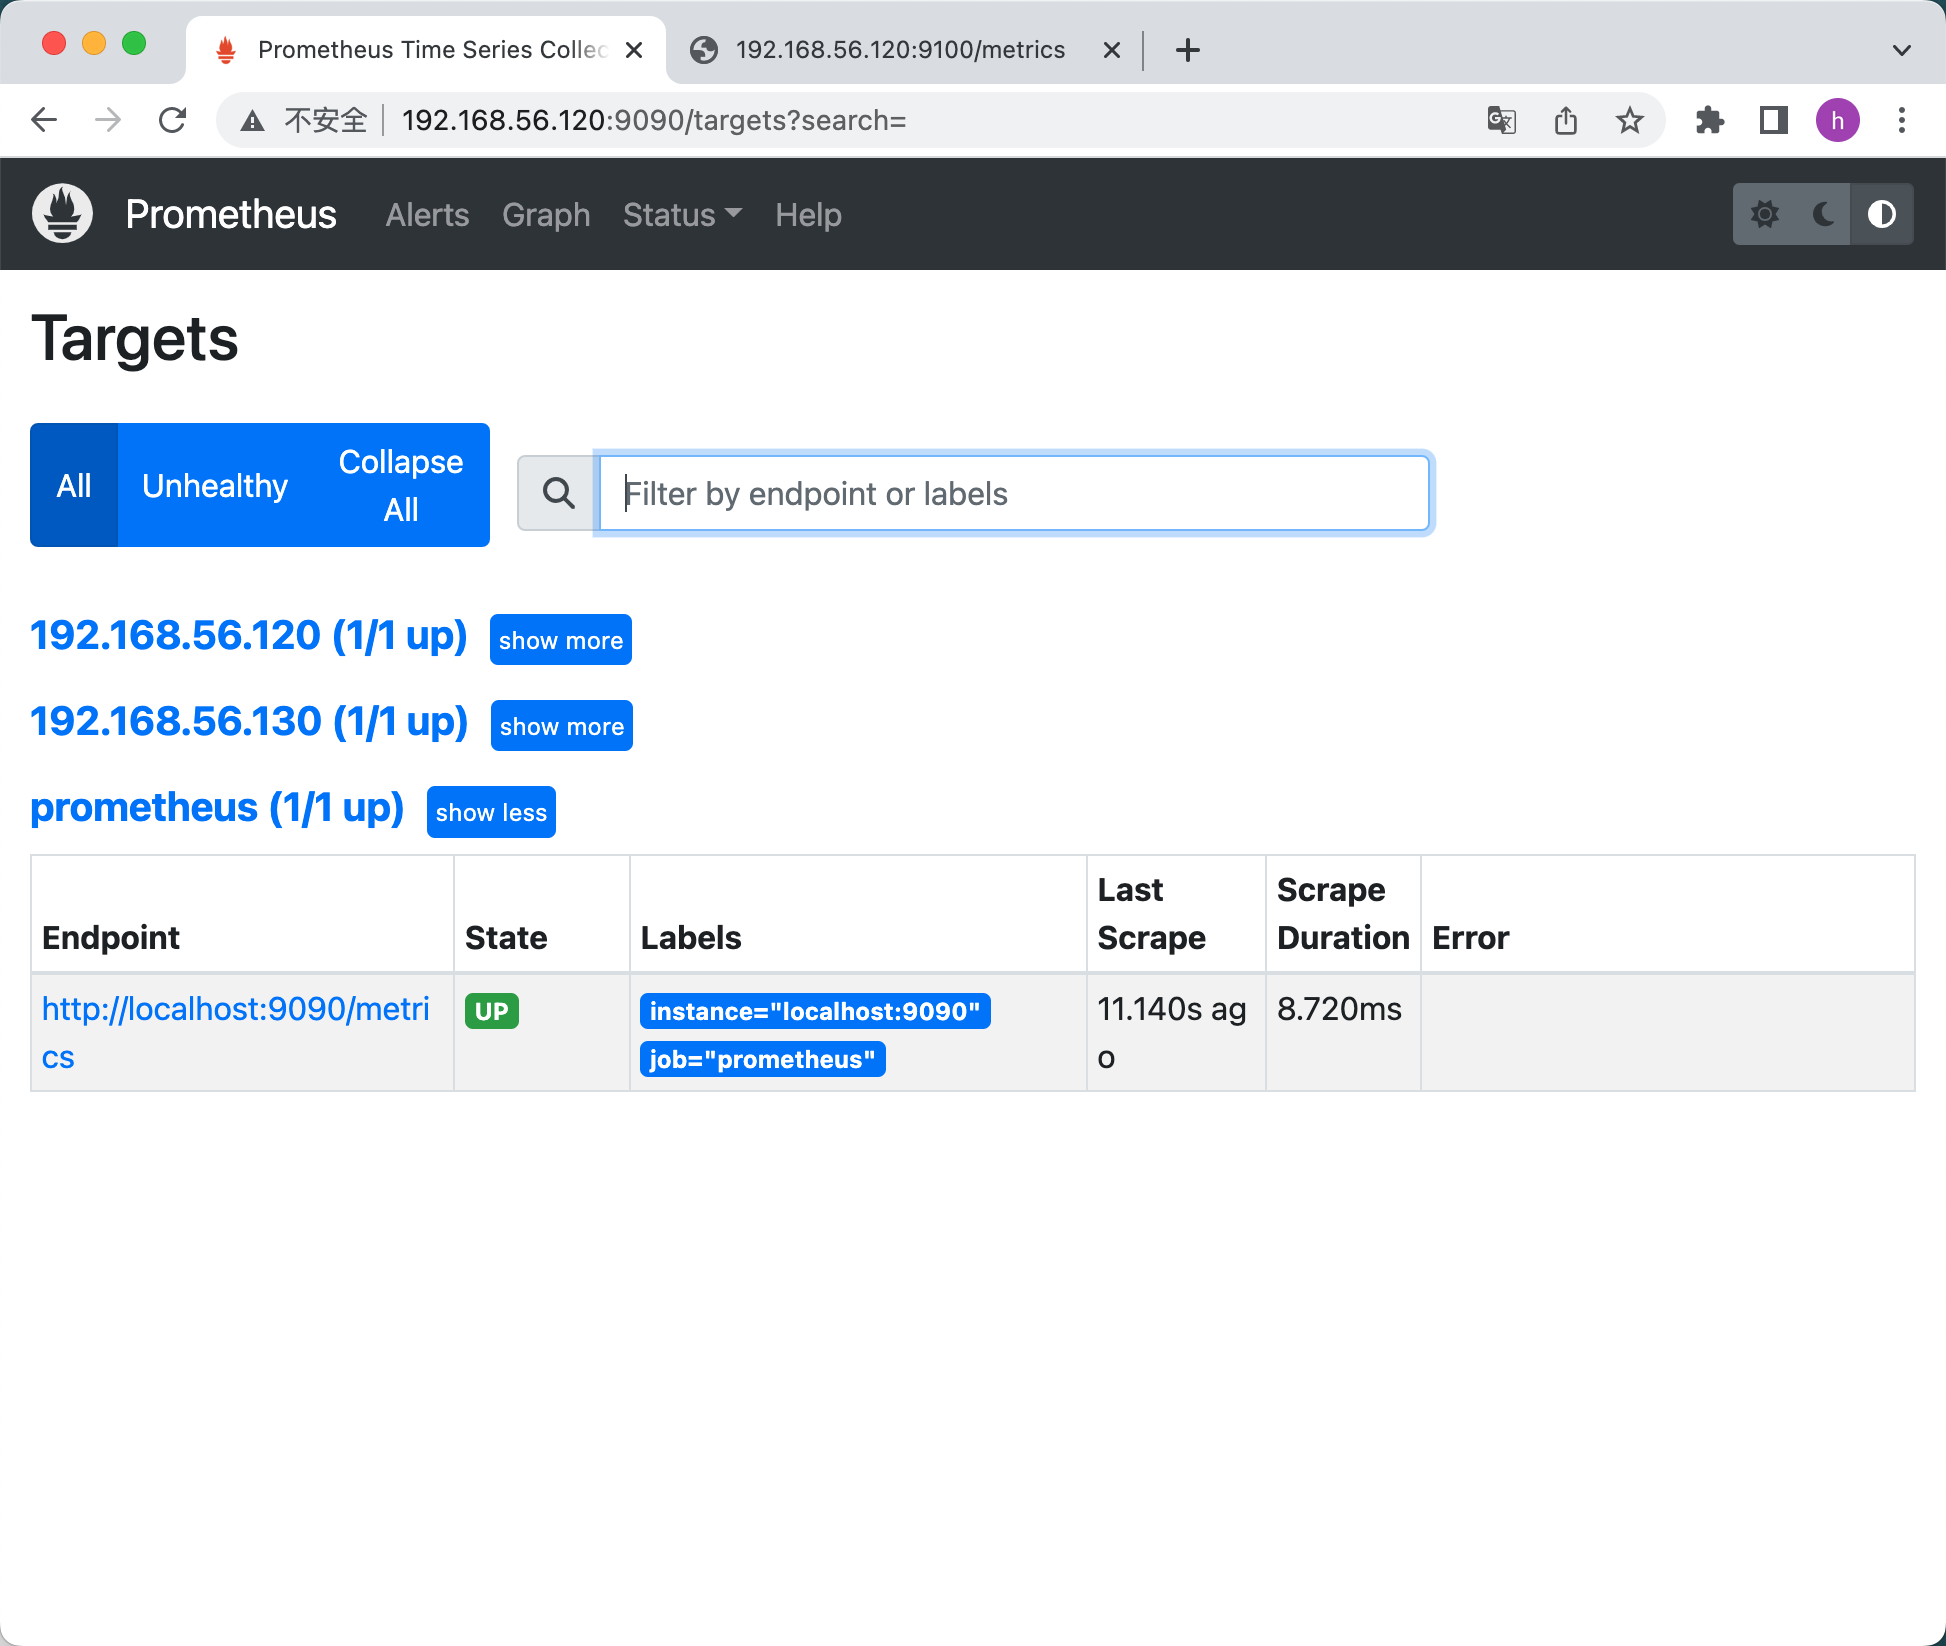 Prometheus Time Series Collec
192.168.56.120:9100/metrics
不安全
192.168.56.120:9090/targets?search=
h
Prometheus
Alerts
Graph
Status
Help
Targets
All
Unhealthy
Collapse
All
Filter by endpoint or labels
192.168.56.120 (1/1 up)
show more
192.168.56.130 (1/1 up)
show more
prometheus (1/1 up)
show less
Endpoint
State
Labels
Last
Scrape
Scrape
Duration
Error
http://localhost:9090/metri
cs
UP
instance="localhost:9090"
job="prometheus"
11.140s ag
o
8.720ms